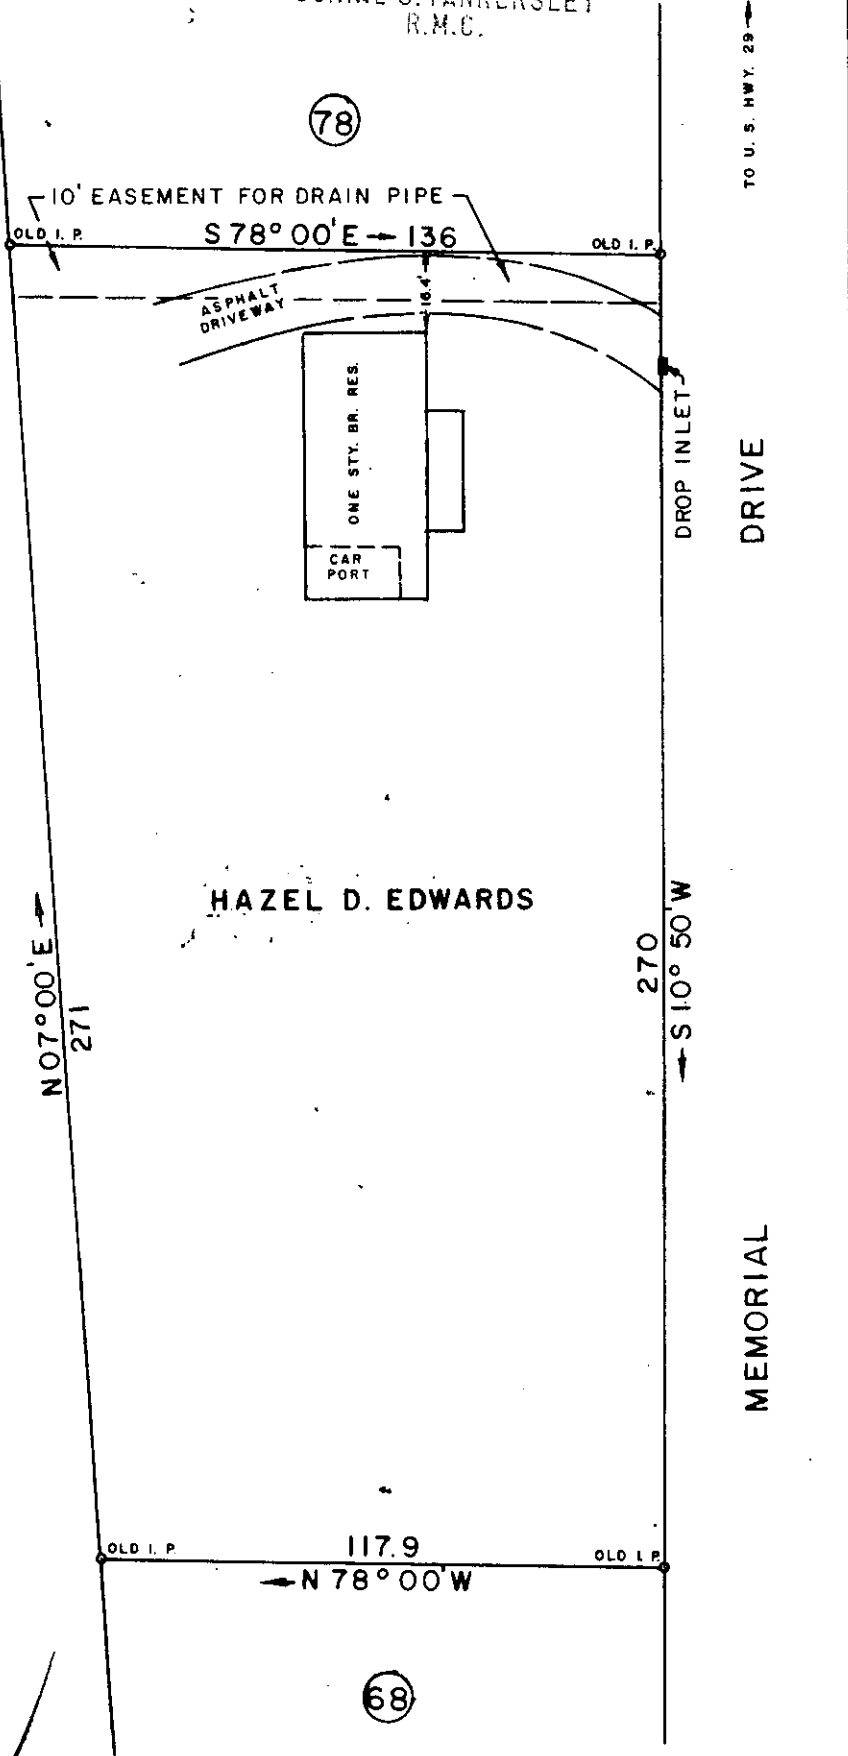 R.M.C.
TO U. S. HWY. 29
78
10' EASEMENT FOR DRAIN PIPE
OLD I. P.
S 78° 00' E 136
OLD I. P.
16.4'
ASPHALT
DRIVEWAY
ONE STY. BR. RES.
CAR
PORT
DROP INLET
DRIVE
HAZEL D. EDWARDS
N 07° 00' E
271
270
S 10° 50' W
MEMORIAL
OLD I. P.
117.9
OLD I. P.
N 78° 00' W
68